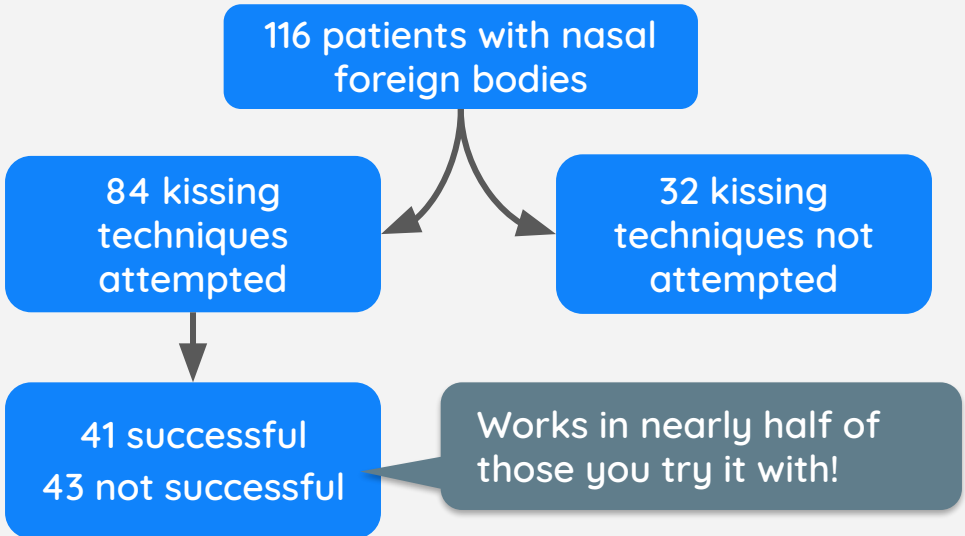 116 patients with nasal
foreign bodies
84 kissing
techniques
attempted
32 kissing
techniques not
attempted
41 successful
43 not successful
Works in nearly half of
those you try it with!